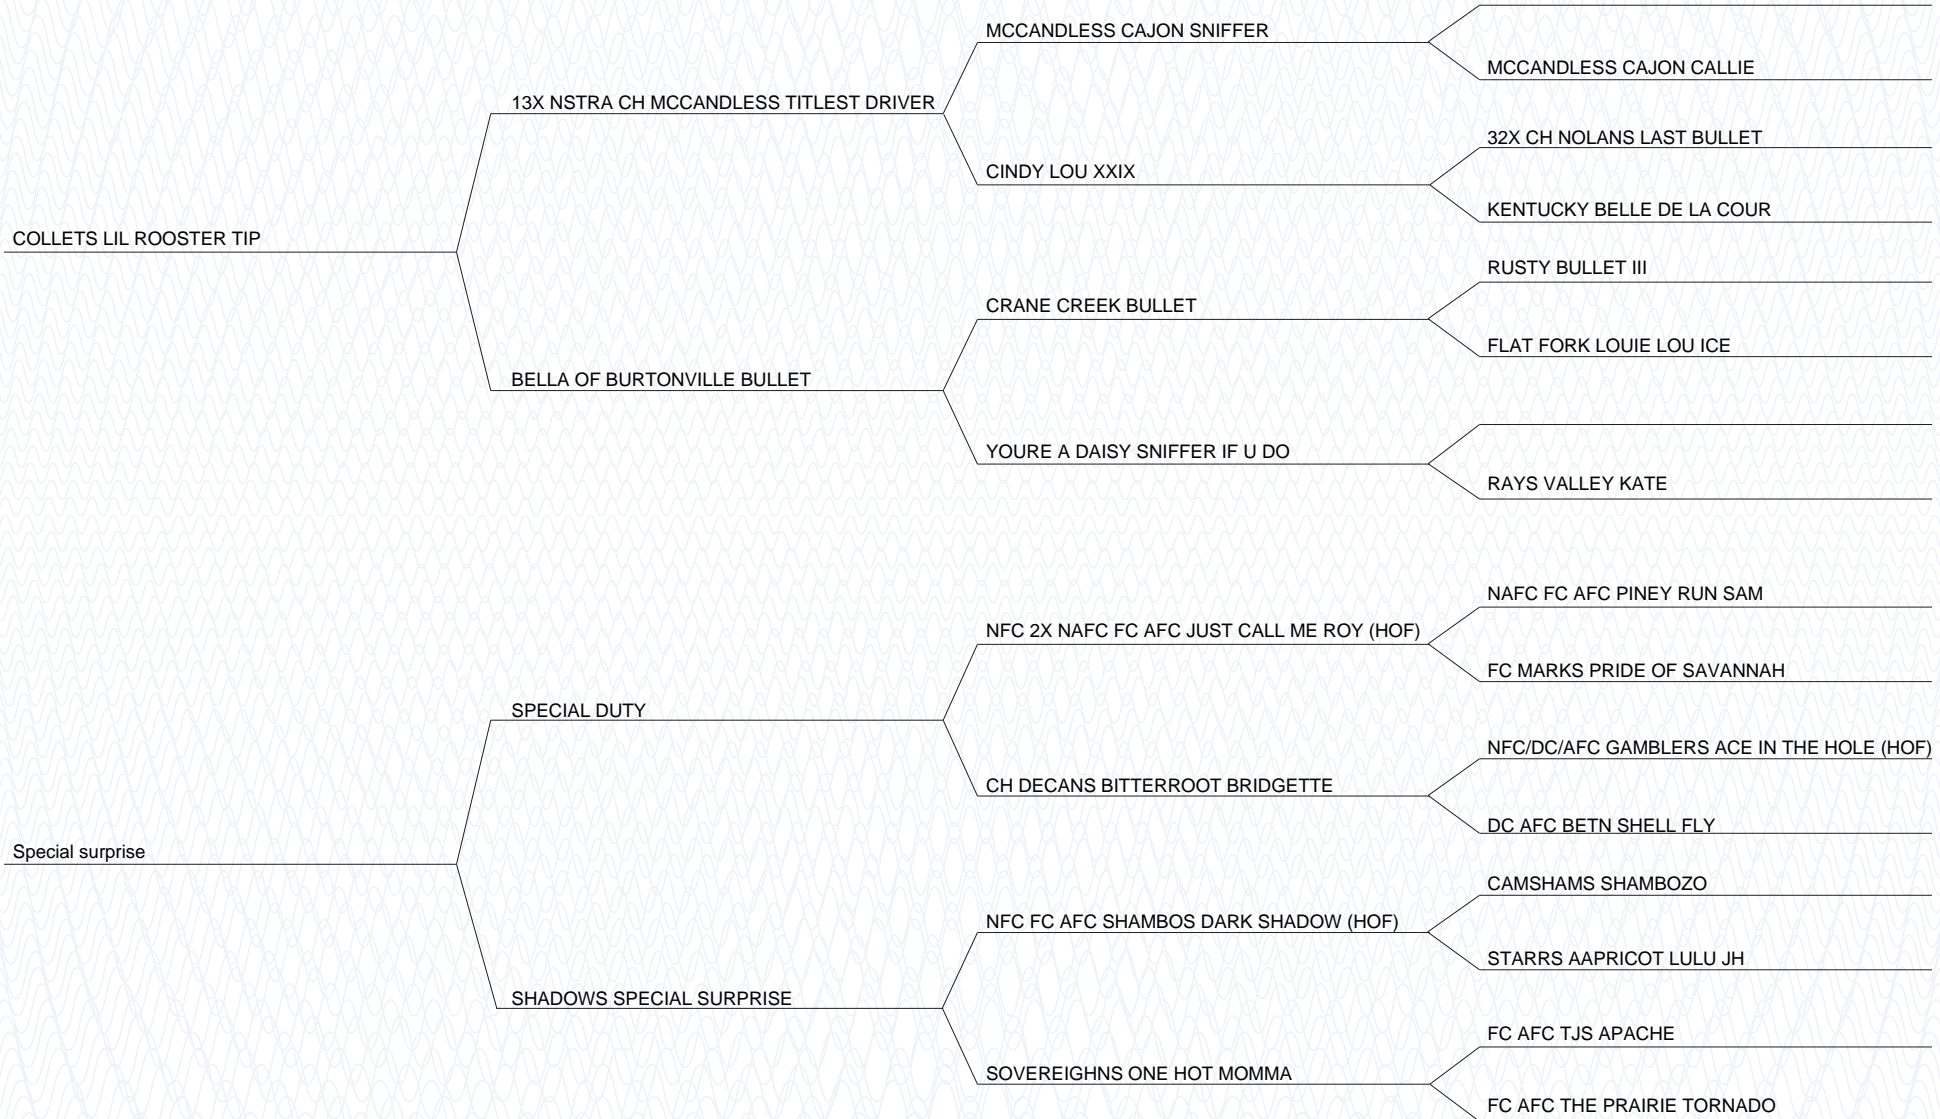 MCCANDLESS CAJON SNIFFER
MCCANDLESS CAJON CALLIE
13X NSTRA CH MCCANDLESS TITLEST DRIVER
32X CH NOLANS LAST BULLET
CINDY LOU XXIX
KENTUCKY BELLE DE LA COUR
COLLETS LIL ROOSTER TIP
RUSTY BULLET III
CRANE CREEK BULLET
FLAT FORK LOUIE LOU ICE
BELLA OF BURTONVILLE BULLET
YOURE A DAISY SNIFFER IF U DO
RAYS VALLEY KATE
NAFC FC AFC PINEY RUN SAM
NFC 2X NAFC FC AFC JUST CALL ME ROY (HOF)
FC MARKS PRIDE OF SAVANNAH
SPECIAL DUTY
NFC/DC/AFC GAMBLERS ACE IN THE HOLE (HOF)
CH DECANS BITTERROOT BRIDGETTE
DC AFC BETN SHELL FLY
Special surprise
CAMSHAMS SHAMBOZO
NFC FC AFC SHAMBOS DARK SHADOW (HOF)
STARRS AAPRICOT LULU JH
SHADOWS SPECIAL SURPRISE
FC AFC TJS APACHE
SOVEREIGHNS ONE HOT MOMMA
FC AFC THE PRAIRIE TORNADO